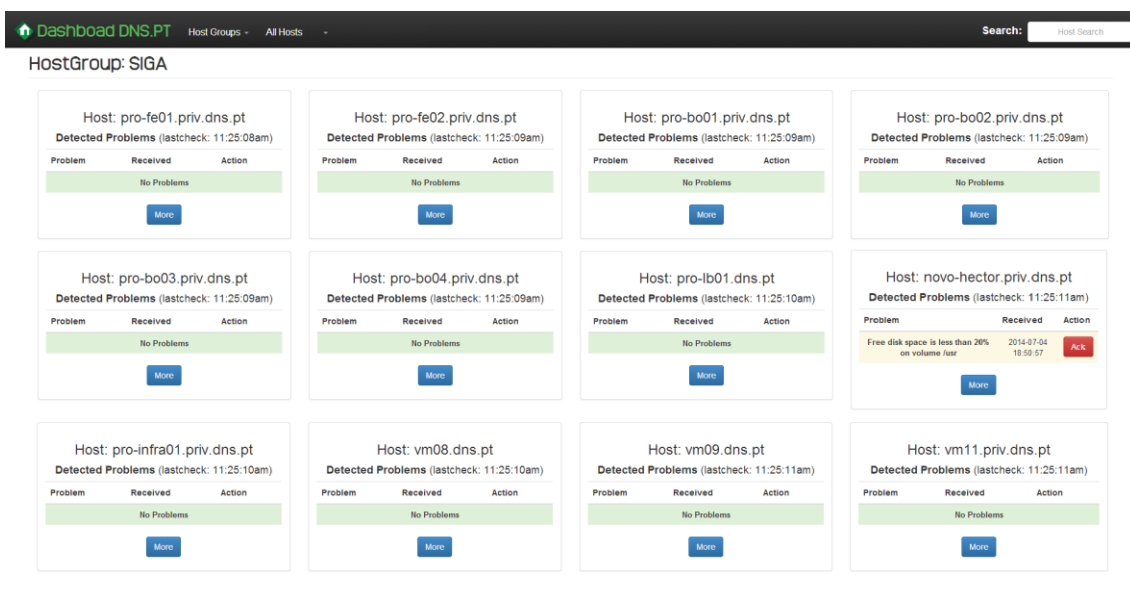 Dashboad DNS.PT Host Groups - All Hosts - Search: Host Search
HostGroup: SIGA
Host: pro-fe01.priv.dns.pt
Detected Problems (lastcheck: 11:25:08am)
Problem Received Action
No Problems
More
Host: pro-fe02.priv.dns.pt
Detected Problems (lastcheck: 11:25:09am)
Problem Received Action
No Problems
More
Host: pro-bo01.priv.dns.pt
Detected Problems (lastcheck: 11:25:09am)
Problem Received Action
No Problems
More
Host: pro-bo02.priv.dns.pt
Detected Problems (lastcheck: 11:25:09am)
Problem Received Action
No Problems
More
Host: pro-bo03.priv.dns.pt
Detected Problems (lastcheck: 11:25:09am)
Problem Received Action
No Problems
More
Host: pro-bo04.priv.dns.pt
Detected Problems (lastcheck: 11:25:09am)
Problem Received Action
No Problems
More
Host: pro-lb01.dns.pt
Detected Problems (lastcheck: 11:25:10am)
Problem Received Action
No Problems
More
Host: novo-hector.priv.dns.pt
Detected Problems (lastcheck: 11:25:11am)
Problem Received Action
Free disk space is less than 20% 2014-07-04 Ack
on volume /usr 18:50:57
More
Host: pro-infra01.priv.dns.pt
Detected Problems (lastcheck: 11:25:10am)
Problem Received Action
No Problems
More
Host: vm08.dns.pt
Detected Problems (lastcheck: 11:25:10am)
Problem Received Action
No Problems
More
Host: vm09.dns.pt
Detected Problems (lastcheck: 11:25:11am)
Problem Received Action
No Problems
More
Host: vm11.priv.dns.pt
Detected Problems (lastcheck: 11:25:11am)
Problem Received Action
No Problems
More